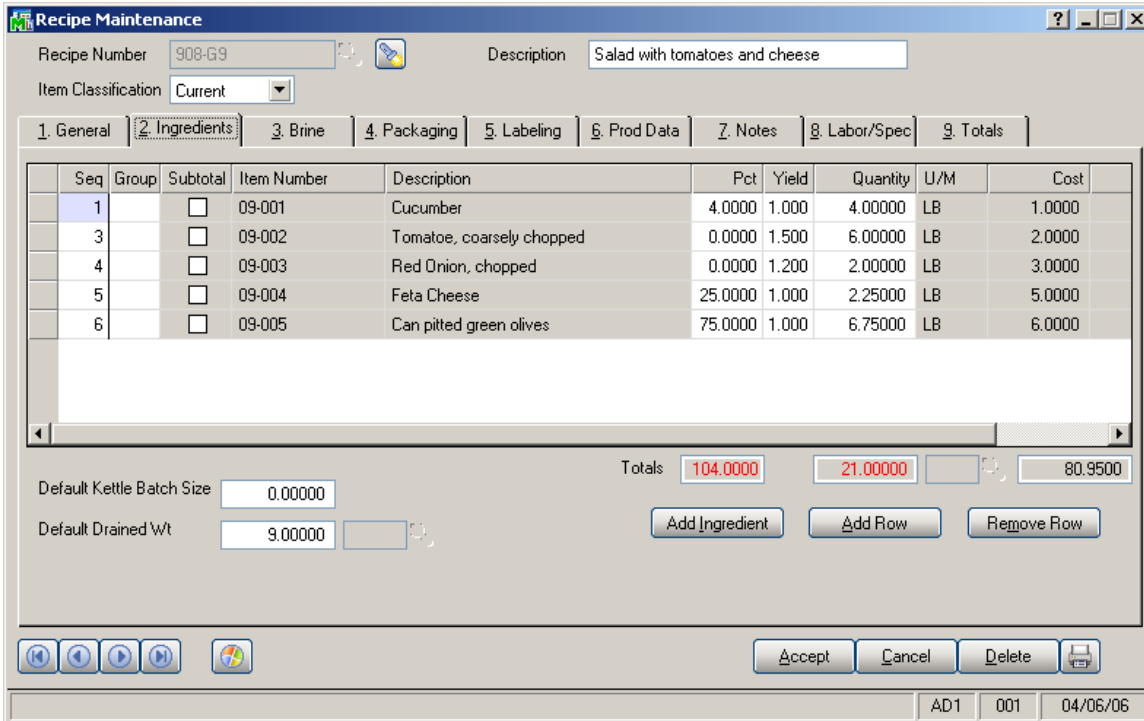 Recipe Maintenance
Recipe Number 908-G9 Description Salad with tomatoes and cheese
Item Classification Current
1. General 2. Ingredients 3. Brine 4. Packaging 5. Labeling 6. Prod Data 7. Notes 8. Labor/Spec 9. Totals
Seq Group Subtotal Item Number Description Pct Yield Quantity U/M Cost
1 09-001 Cucumber 4.0000 1.000 4.00000 LB 1.0000
3 09-002 Tomatoe, coarsely chopped 0.0000 1.500 6.00000 LB 2.0000
4 09-003 Red Onion, chopped 0.0000 1.200 2.00000 LB 3.0000
5 09-004 Feta Cheese 25.0000 1.000 2.25000 LB 5.0000
6 09-005 Can pitted green olives 75.0000 1.000 6.75000 LB 6.0000
Totals 104.0000 21.00000 80.9500
Default Kettle Batch Size 0.00000
Default Drained Wt 9.00000
Add Ingredient Add Row Remove Row
Accept Cancel Delete
AD1 001 04/06/06